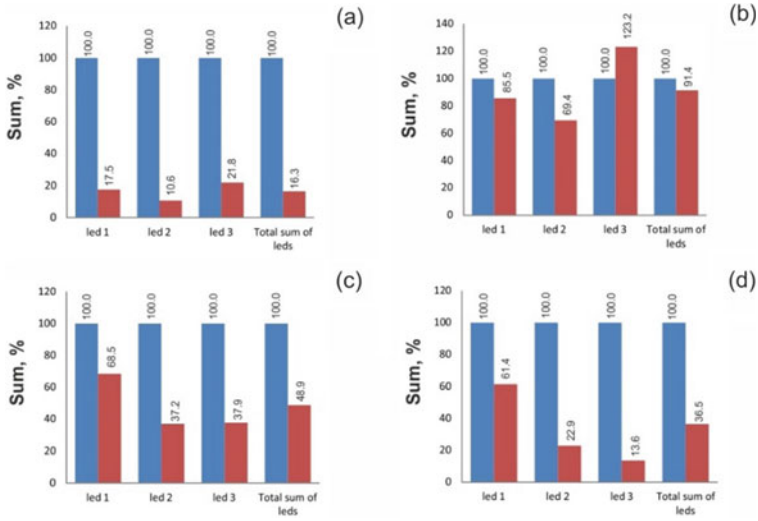 (a)
Sum, %
120
100
80
60
40
20
0
100.0
17.5
100.0
10.6
100.0
21.8
100.0
16.3
led 1
led 2
led 3
Total sum of
leds
(b)
Sum, %
140
120
100
80
60
40
20
0
100.0
85.5
100.0
69.4
100.0
123.2
100.0
91.4
led 1
led 2
led 3
Total sum of
leds
(c)
Sum, %
120
100
80
60
40
20
0
100.0
68.5
100.0
37.2
100.0
37.9
100.0
48.9
led 1
led 2
led 3
Total sum of
leds
(d)
Sum, %
120
100
80
60
40
20
0
100.0
61.4
100.0
22.9
100.0
13.6
100.0
36.5
led 1
led 2
led 3
Total sum of
leds